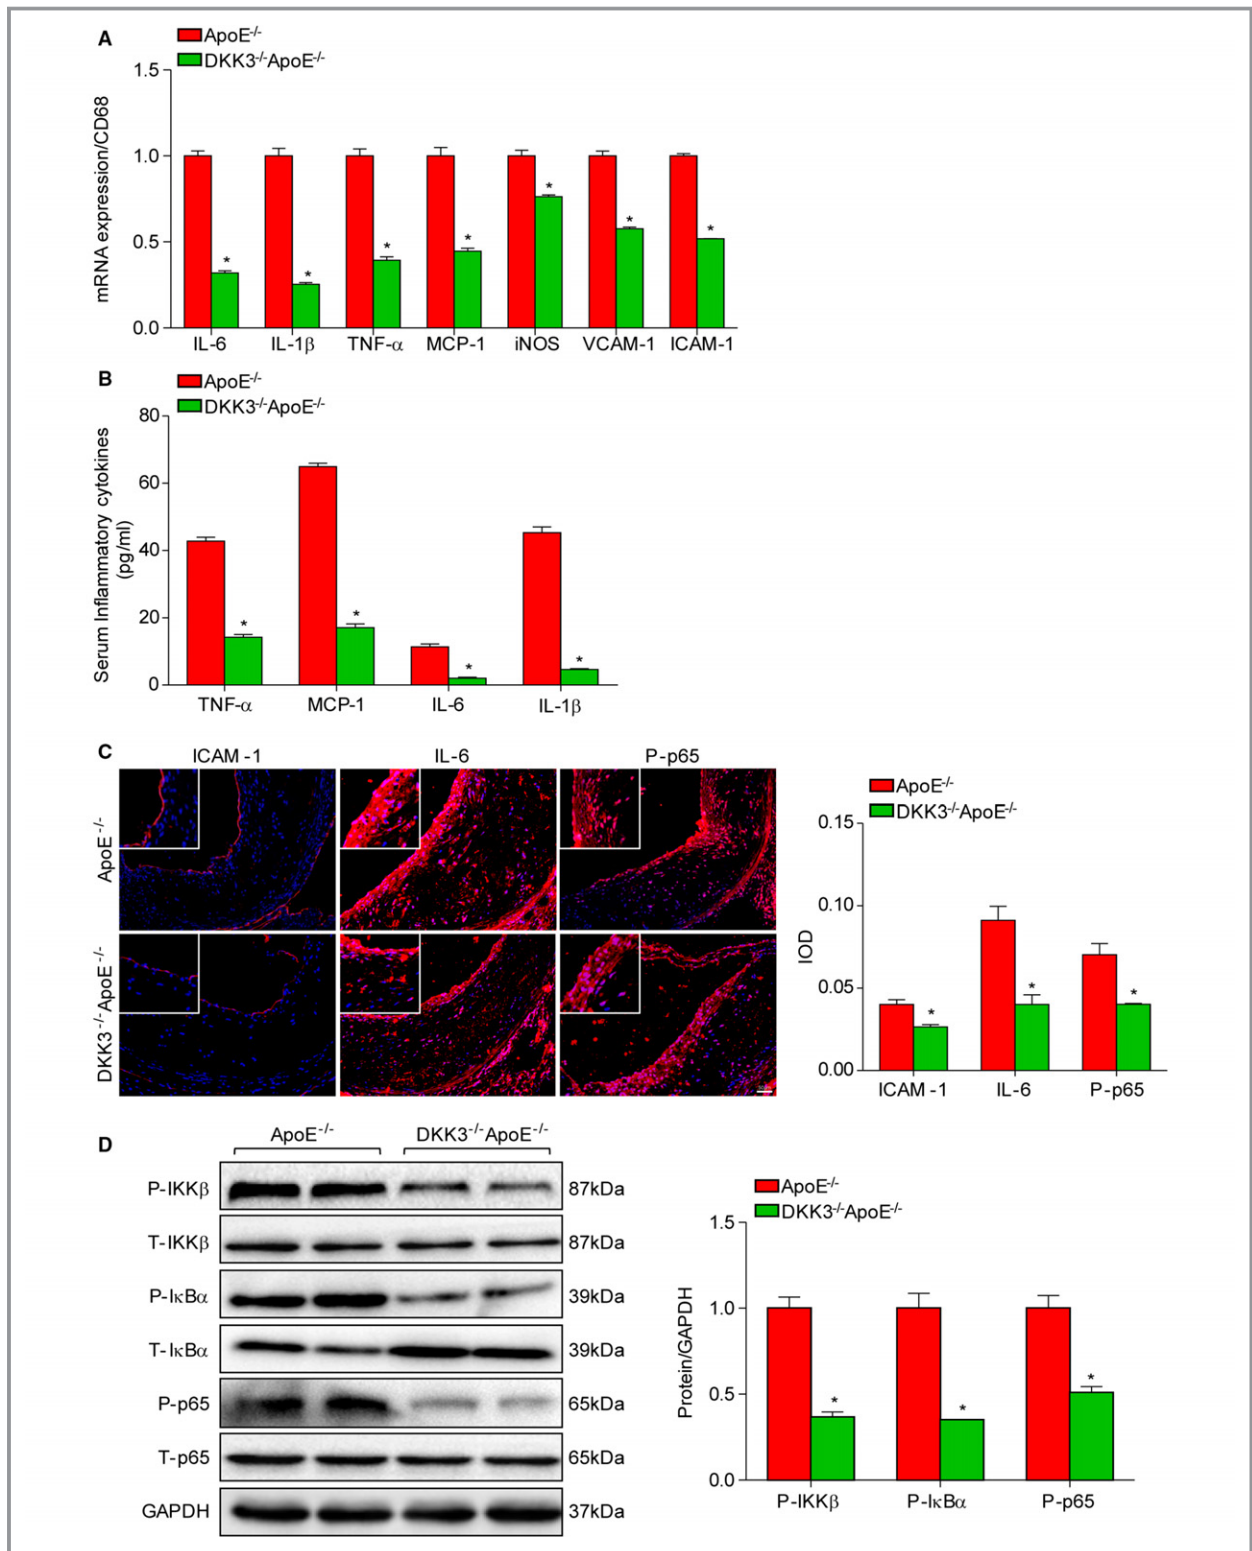 A
ApoE-/-
DKK3-/-ApoE-/-
mRNA expression/CD68
1.5
1.0
0.5
0.0
* * * * * * *
IL-6 IL-1β TNF-α MCP-1 iNOS VCAM-1 ICAM-1
B
ApoE-/-
DKK3-/-ApoE-/-
Serum Inflammatory cytokines
(pg/ml)
80
60
40
20
0
* * * *
TNF-α MCP-1 IL-6 IL-1β
C
ICAM -1 IL-6 P-p65
ApoE-/-
DKK3-/-ApoE-/-
ApoE-/-
DKK3-/-ApoE-/-
IOD
0.15
0.10
0.05
0.00
* * *
ICAM -1 IL-6 P-p65
D
ApoE-/- DKK3-/-ApoE-/-
P-IKKβ 87kDa
T-IKKβ 87kDa
P-IκBα 39kDa
T-IκBα 39kDa
P-p65 65kDa
T-p65 65kDa
GAPDH 37kDa
ApoE-/-
DKK3-/-ApoE-/-
Protein/GAPDH
1.5
1.0
0.5
0.0
* * *
P-IKKβ P-IκBα P-p65